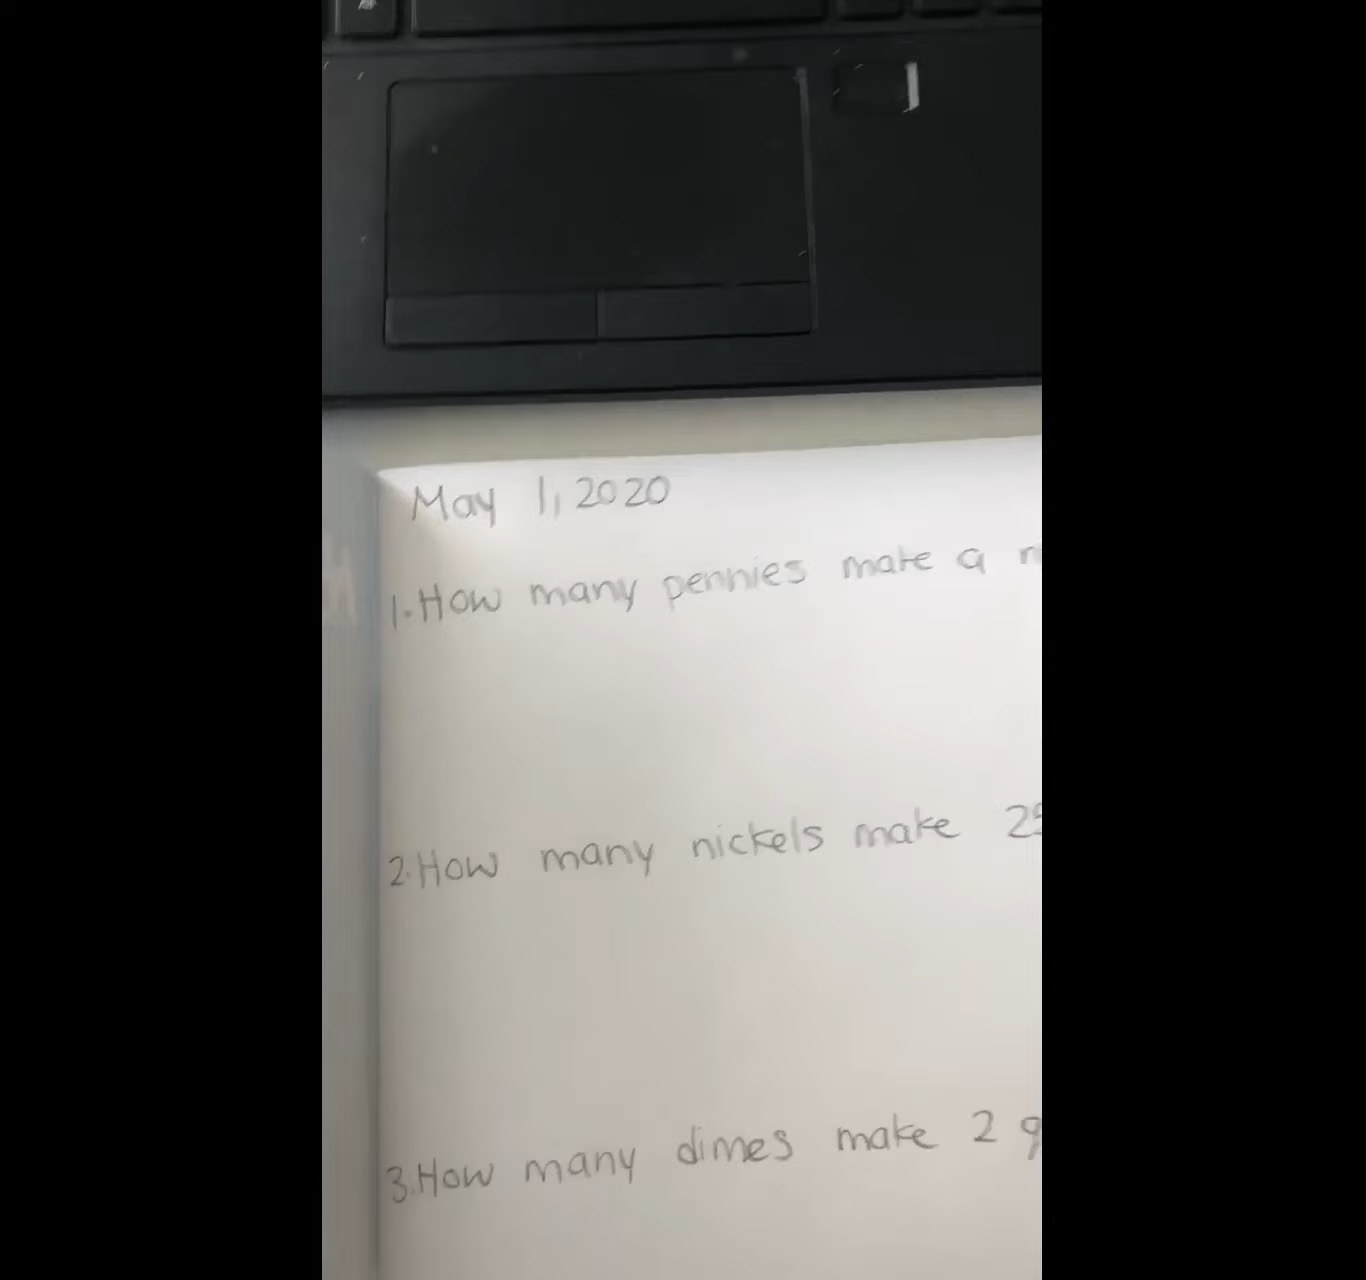 May 1, 2020
1. How many pennies make a
2. How many nickels make
3. How many dimes make 2